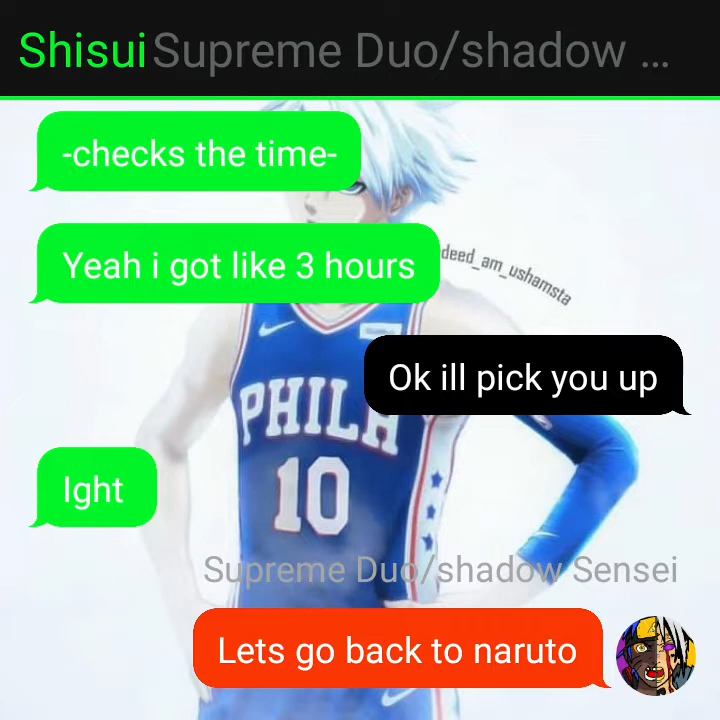 Shisui Supreme Duo/shadow ...
-checks the time-
Yeah i got like 3 hours
deed_am_ushamsta
Ok ill pick you up
PHILA
10
Ight
Supreme Duo/shadow Sensei
Lets go back to naruto